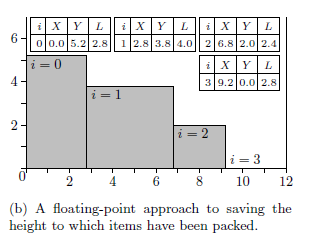 i X Y L i X Y L i X Y L
0 0.0 5.2 2.8 1 2.8 3.8 4.0 2 6.8 2.0 2.4
i X Y L
3 9.2 0.0 2.8
6
4
2
0
i = 0
i = 1
i = 2
i = 3
2 4 6 8 10 12
(b) A floating-point approach to saving the
height to which items have been packed.